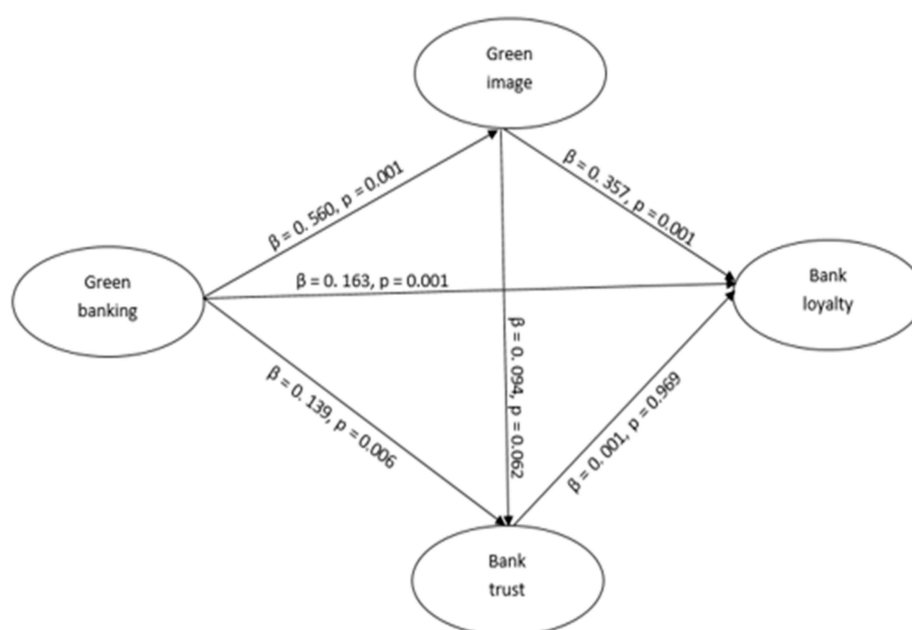 Green
image
β = 0. 560, p = 0.001
β = 0. 357, p = 0.001
Green
banking
β = 0. 163, p = 0.001
Bank
loyalty
β = 0. 094, p = 0.062
β = 0. 139, p = 0.006
β = 0. 001, p = 0.969
Bank
trust